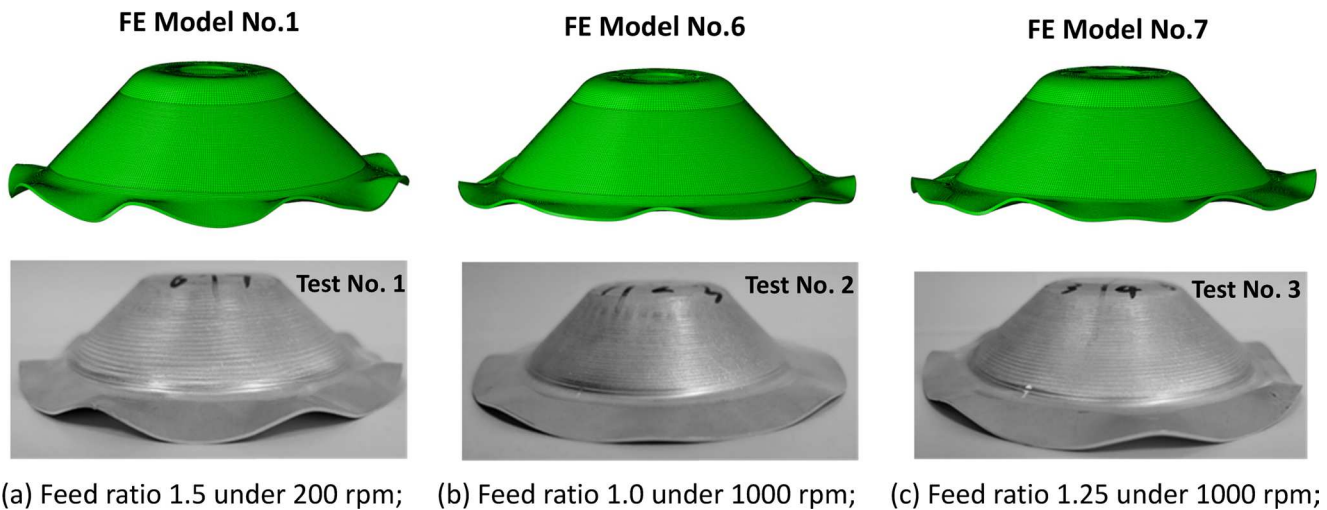 FE Model No.1
FE Model No.6
FE Model No.7
Test No. 1
Test No. 2
Test No. 3
(a) Feed ratio 1.5 under 200 rpm;
(b) Feed ratio 1.0 under 1000 rpm;
(c) Feed ratio 1.25 under 1000 rpm;